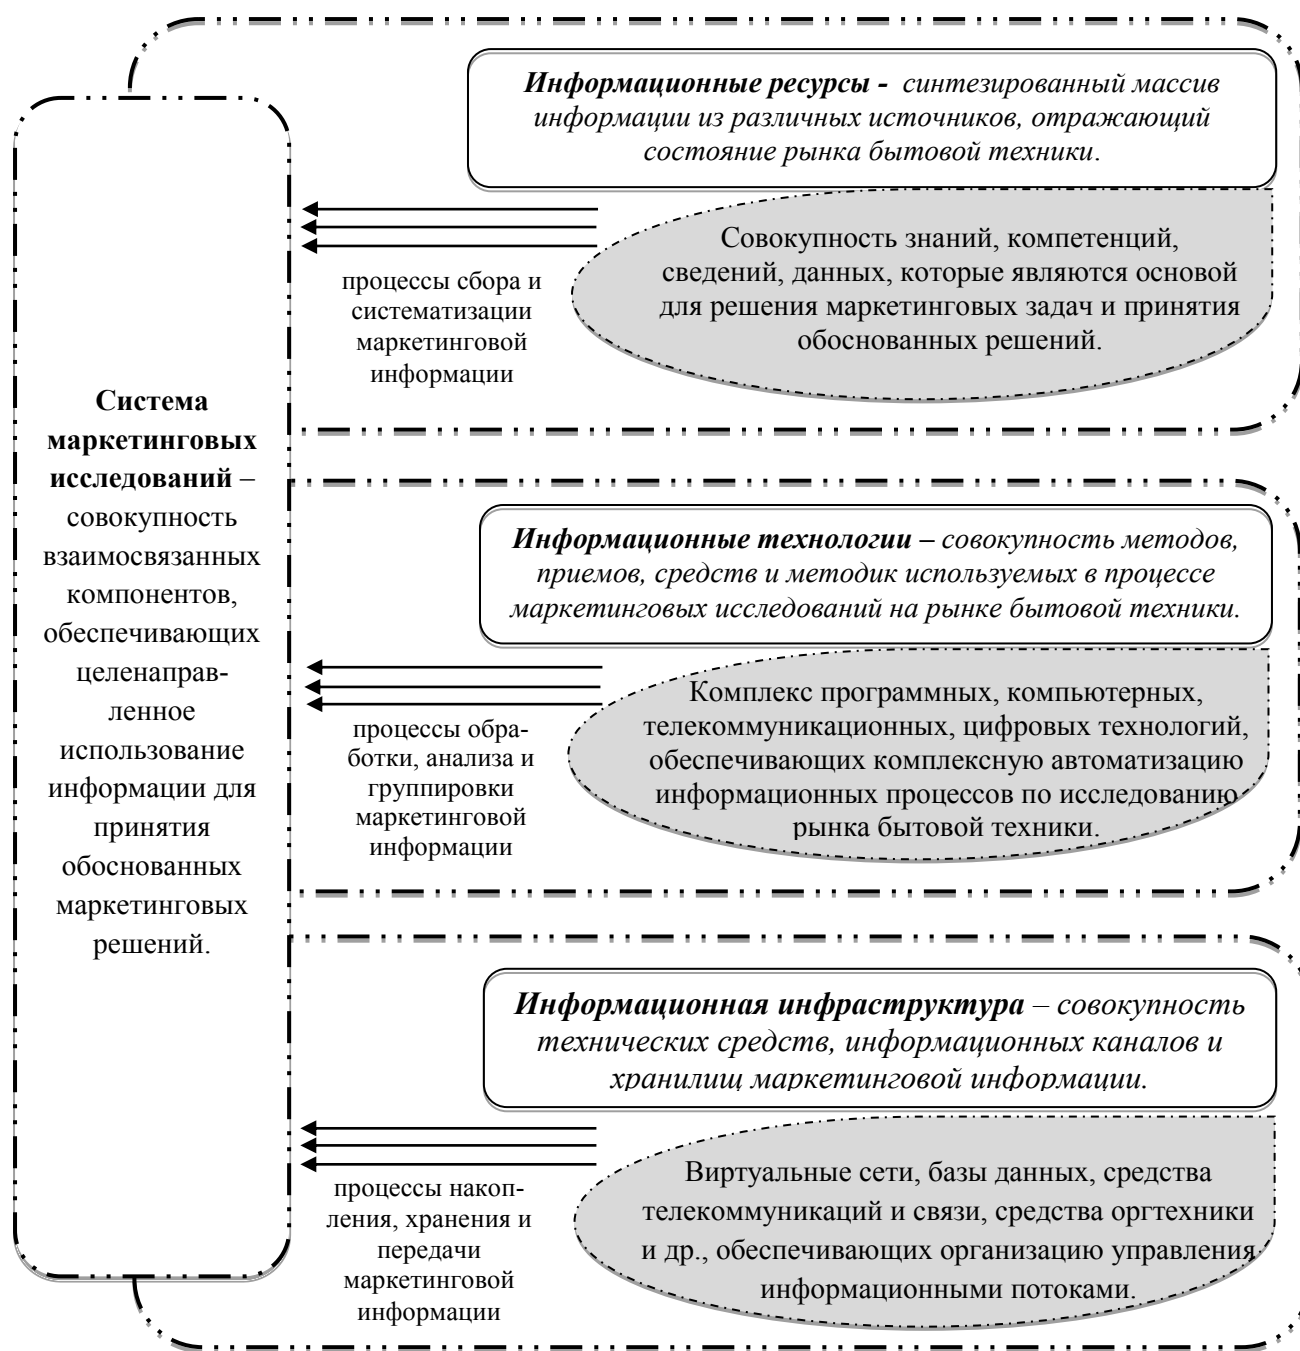 Система
маркетинговых
исследований –
совокупность
взаимосвязанных
компонентов,
обеспечивающих
целенаправ-
ленное
использование
информации для
принятия
обоснованных
маркетинговых
решений.
Информационные ресурсы - синтезированный массив
информации из различных источников, отражающий
состояние рынка бытовой техники.
Совокупность знаний, компетенций,
сведений, данных, которые являются основой
для решения маркетинговых задач и принятия
обоснованных решений.
процессы сбора и
систематизации
маркетинговой
информации
Информационные технологии – совокупность методов,
приемов, средств и методик используемых в процессе
маркетинговых исследований на рынке бытовой техники.
Комплекс программных, компьютерных,
телекоммуникационных, цифровых технологий,
обеспечивающих комплексную автоматизацию
информационных процессов по исследованию
рынка бытовой техники.
процессы обра-
ботки, анализа и
группировки
маркетинговой
информации
Информационная инфраструктура – совокупность
технических средств, информационных каналов и
хранилищ маркетинговой информации.
Виртуальные сети, базы данных, средства
телекоммуникаций и связи, средства оргтехники
и др., обеспечивающих организацию управления
информационными потоками.
процессы накоп-
ления, хранения и
передачи
маркетинговой
информации